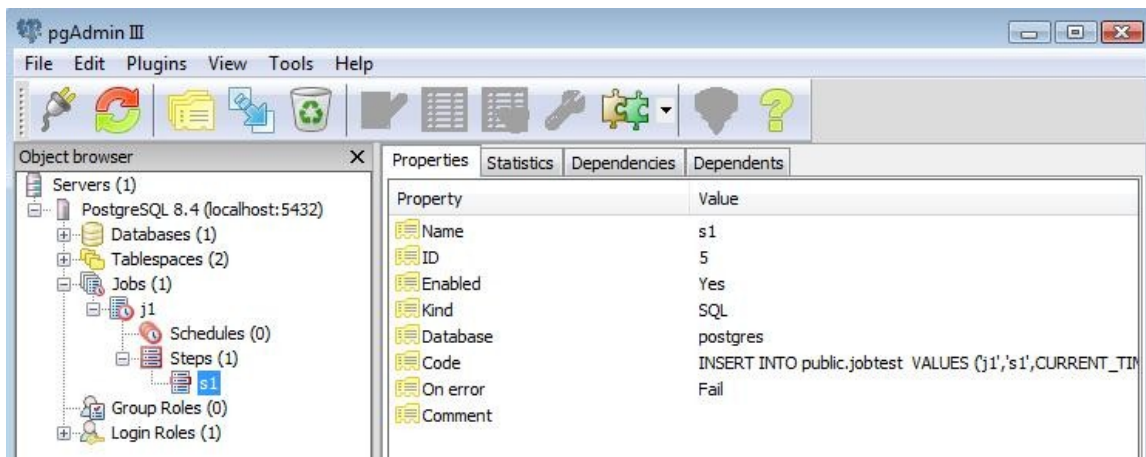 pgAdmin III
File Edit Plugins View Tools Help
Object browser
Servers (1)
PostgreSQL 8.4 (localhost:5432)
Databases (1)
Tablespaces (2)
Jobs (1)
j1
Schedules (0)
Steps (1)
s1
Group Roles (0)
Login Roles (1)
Properties Statistics Dependencies Dependents
Property Value
Name s1
ID 5
Enabled Yes
Kind SQL
Database postgres
Code INSERT INTO public.jobtest VALUES ('j1','s1',CURRENT_TIM
On error Fail
Comment